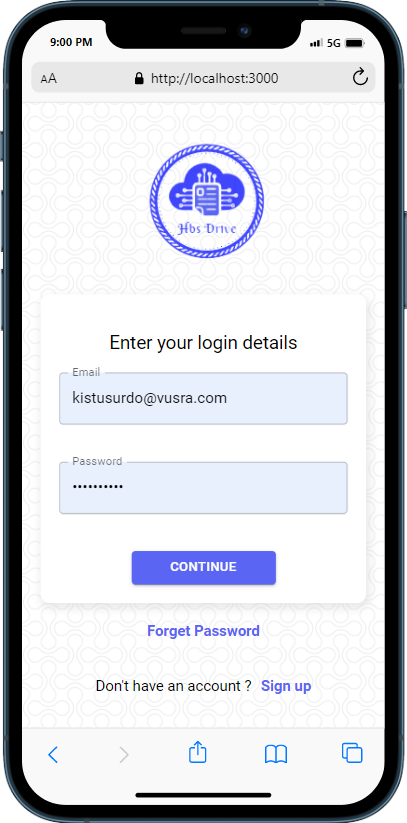 9:00 PM 5G
AA http://localhost:3000
Hbs Drive
Enter your login details
Email
kistusurdo@vusra.com
Password
••••••••••
CONTINUE
Forget Password
Don't have an account ? Sign up